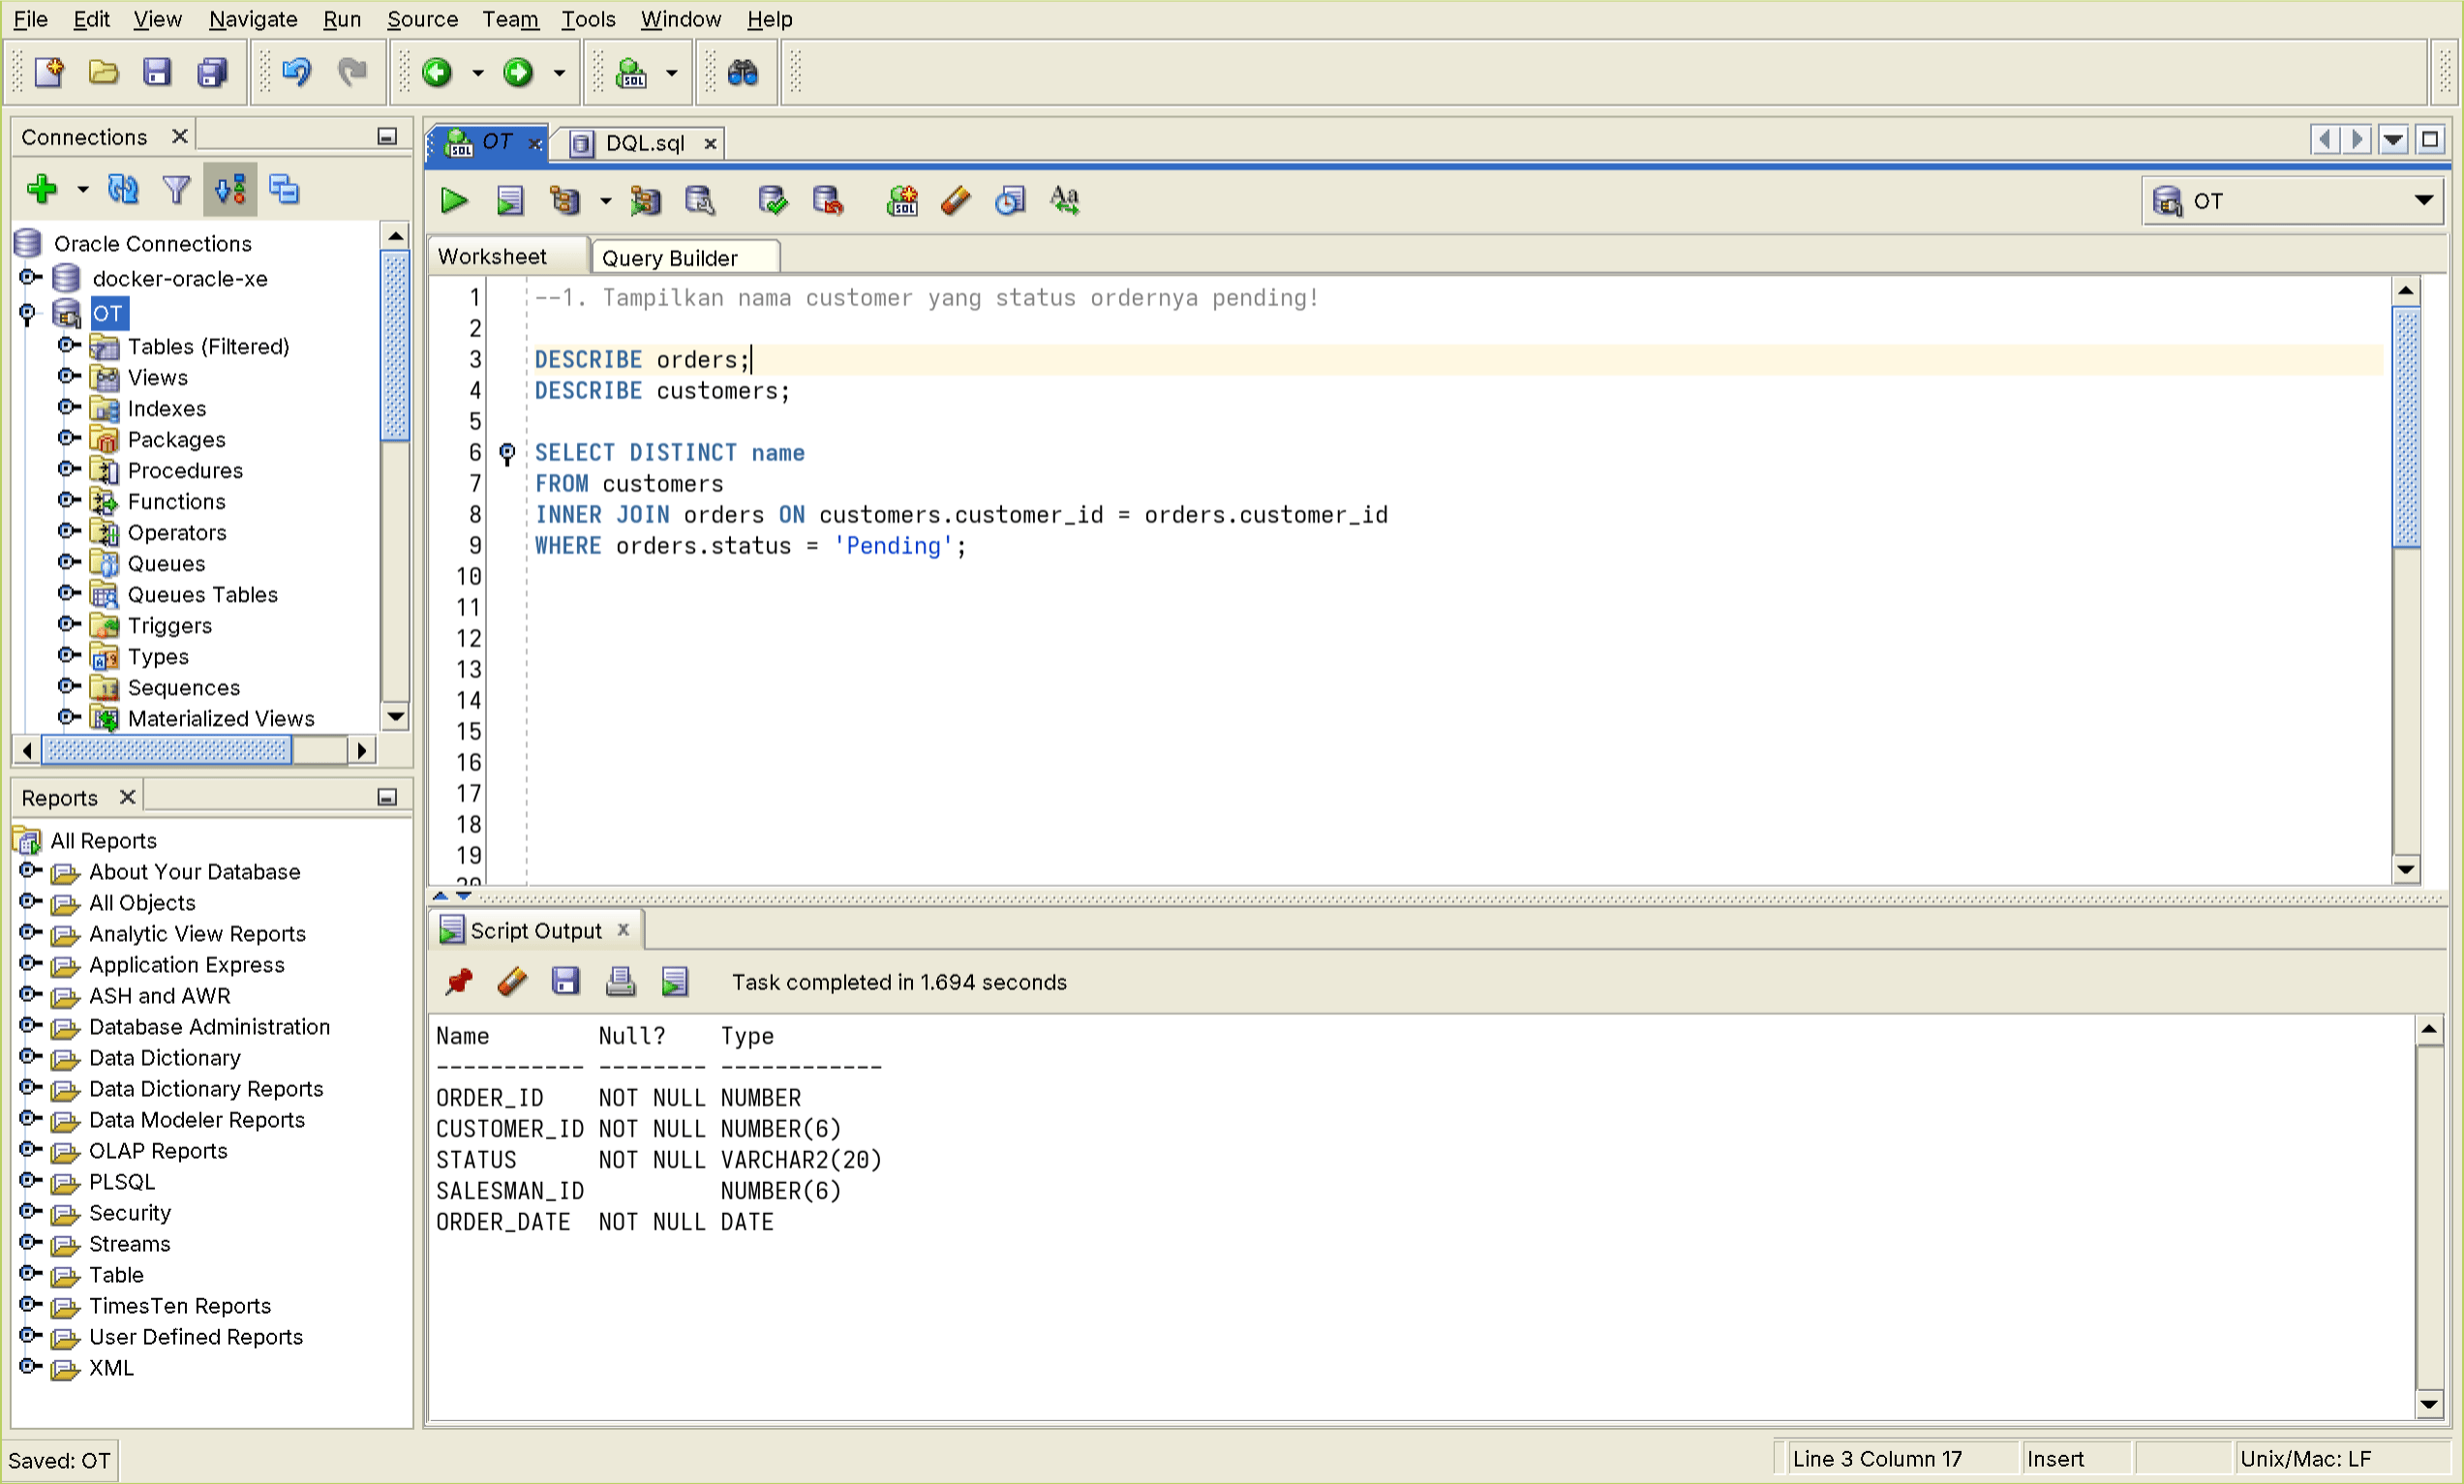 File Edit View Navigate Run Source Team Tools Window Help
Connections
Oracle Connections
docker-oracle-xe
OT
Tables (Filtered)
Views
Indexes
Packages
Procedures
Functions
Operators
Queues
Queues Tables
Triggers
Types
Sequences
Materialized Views
Reports
All Reports
About Your Database
All Objects
Analytic View Reports
Application Express
ASH and AWR
Database Administration
Data Dictionary
Data Dictionary Reports
Data Modeler Reports
OLAP Reports
PLSQL
Security
Streams
Table
TimesTen Reports
User Defined Reports
XML
OT DQL.sql
OT
Worksheet Query Builder
1 --1. Tampilkan nama customer yang status ordernya pending!
2
3 DESCRIBE orders;
4 DESCRIBE customers;
5
6 SELECT DISTINCT name
7 FROM customers
8 INNER JOIN orders ON customers.customer_id = orders.customer_id
9 WHERE orders.status = 'Pending';
10
11
12
13
14
15
16
17
18
19
20
Script Output
Task completed in 1.694 seconds
Name Null? Type
----------- -------- ------------
ORDER_ID NOT NULL NUMBER
CUSTOMER_ID NOT NULL NUMBER(6)
STATUS NOT NULL VARCHAR2(20)
SALESMAN_ID NUMBER(6)
ORDER_DATE NOT NULL DATE
Saved: OT
Line 3 Column 17 Insert Unix/Mac: LF